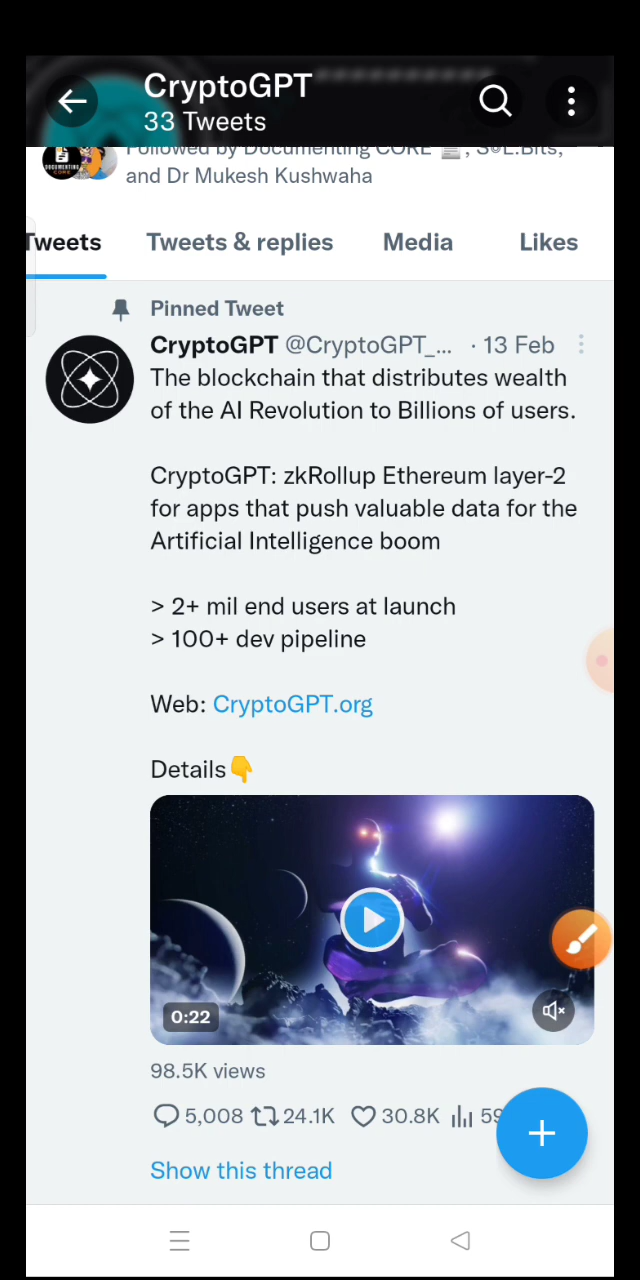 CryptoGPT
33 Tweets
Followed by Documenting CORE
and Dr Mukesh Kushwaha
Tweets
Tweets & replies
Media
Likes
Pinned Tweet
CryptoGPT @CryptoGPT_... · 13 Feb
The blockchain that distributes wealth
of the AI Revolution to Billions of users.
CryptoGPT: zkRollup Ethereum layer-2
for apps that push valuable data for the
Artificial Intelligence boom
> 2+ mil end users at launch
> 100+ dev pipeline
Web: CryptoGPT.org
Details👇
0:22
98.5K views
5,008 24.1K 30.8K 59
Show this thread